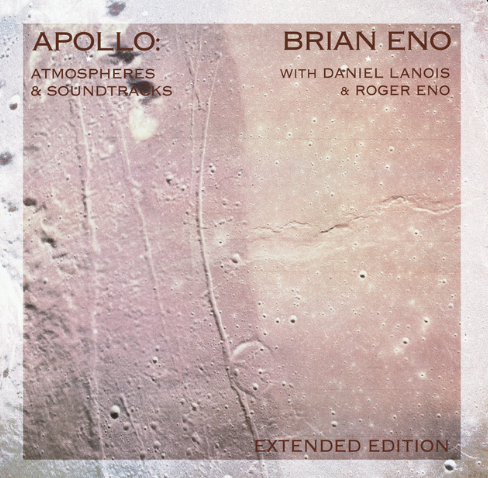 APOLLO:
ATMOSPHERES
& SOUNDTRACKS
BRIAN ENO
WITH DANIEL LANOIS
& ROGER ENO
EXTENDED EDITION